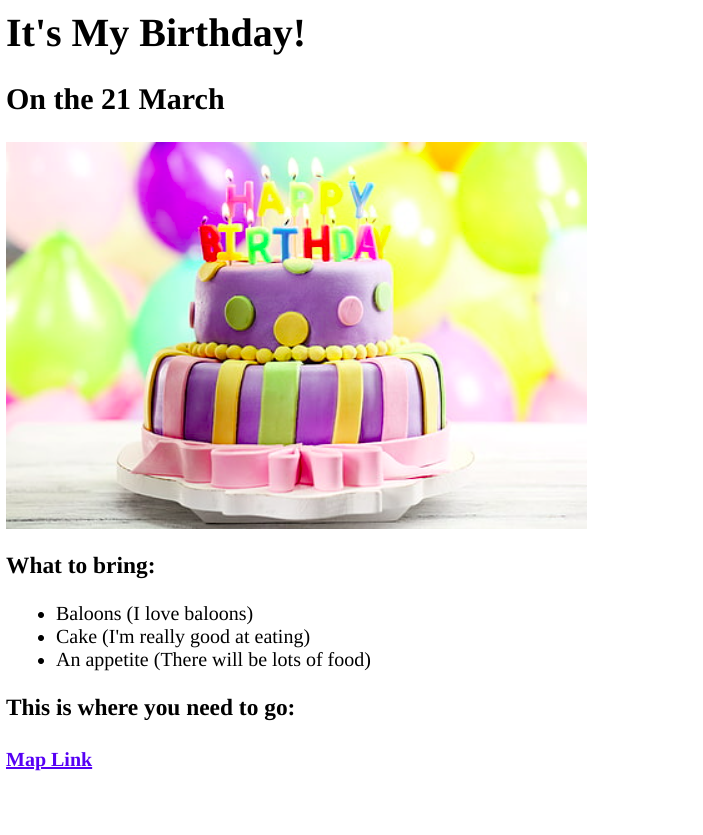 It's My Birthday!
On the 21 March
HAPPY
BIRTHDAY
What to bring:
Baloons (I love baloons)
Cake (I'm really good at eating)
An appetite (There will be lots of food)
This is where you need to go:
Map Link